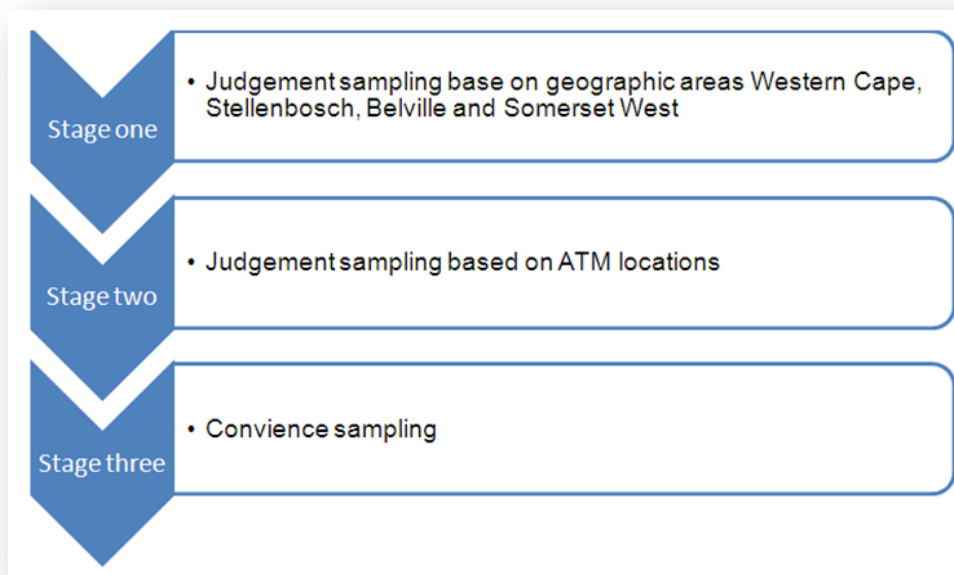 Stage one
• Judgement sampling base on geographic areas Western Cape,
Stellenbosch, Belville and Somerset West
Stage two
• Judgement sampling based on ATM locations
Stage three
• Convience sampling